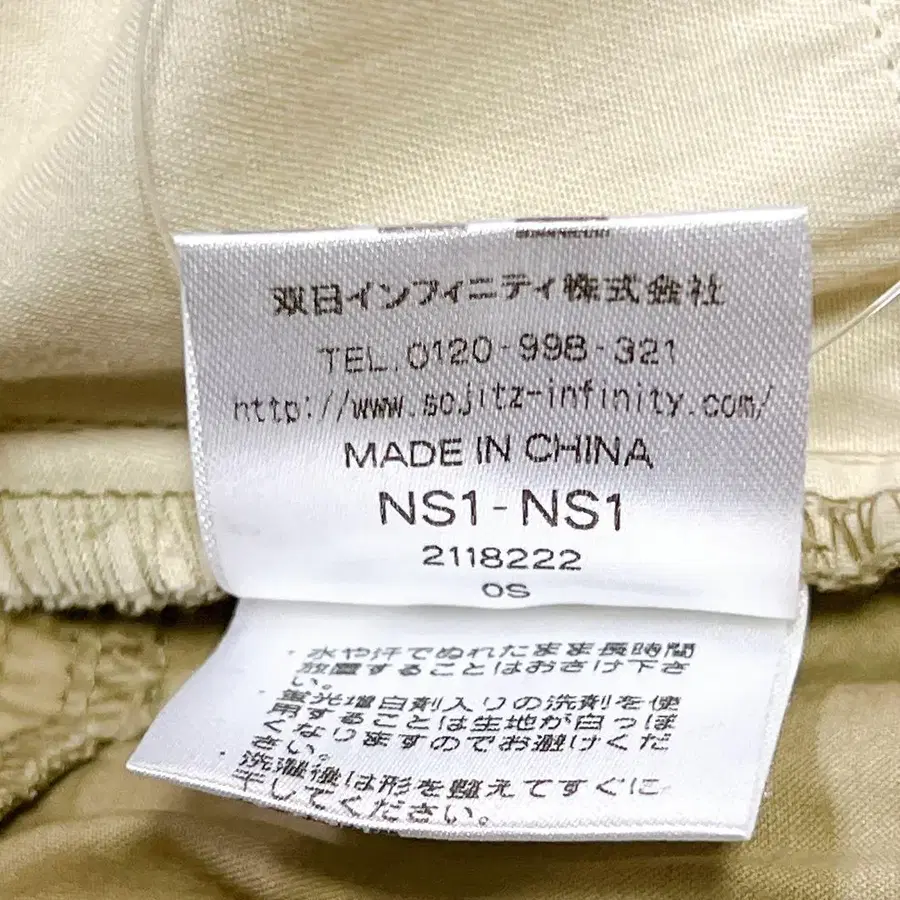 双日インフィニティ株式会社
TEL.0120-998-321
http://www.sojitz-infinity.com/
MADE IN CHINA
NS1-NS1
2118222
OS
・水や汗でぬれたまま長時間
放置することはおさけ下さ
い。
・蛍光増白剤入りの洗剤を使
用することは生地が白っぽ
くなりますのでお避けくだ
さい。
洗濯後は形を整えてすぐに
干してください。